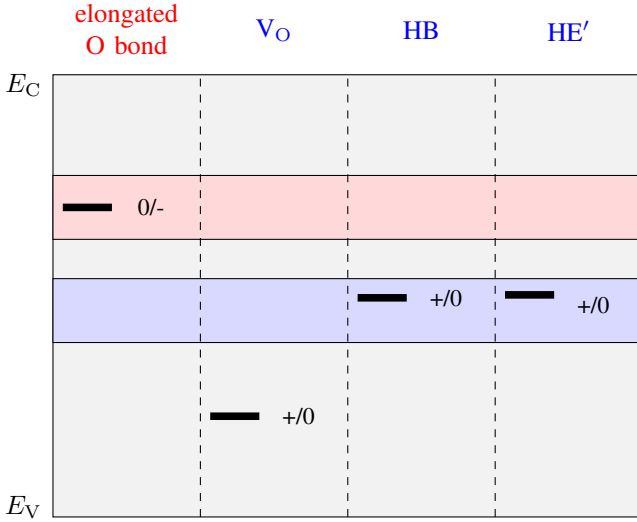 elongated
O bond
V_O
HB
HE′
E_C
0/-
+/0
+/0
+/0
E_V